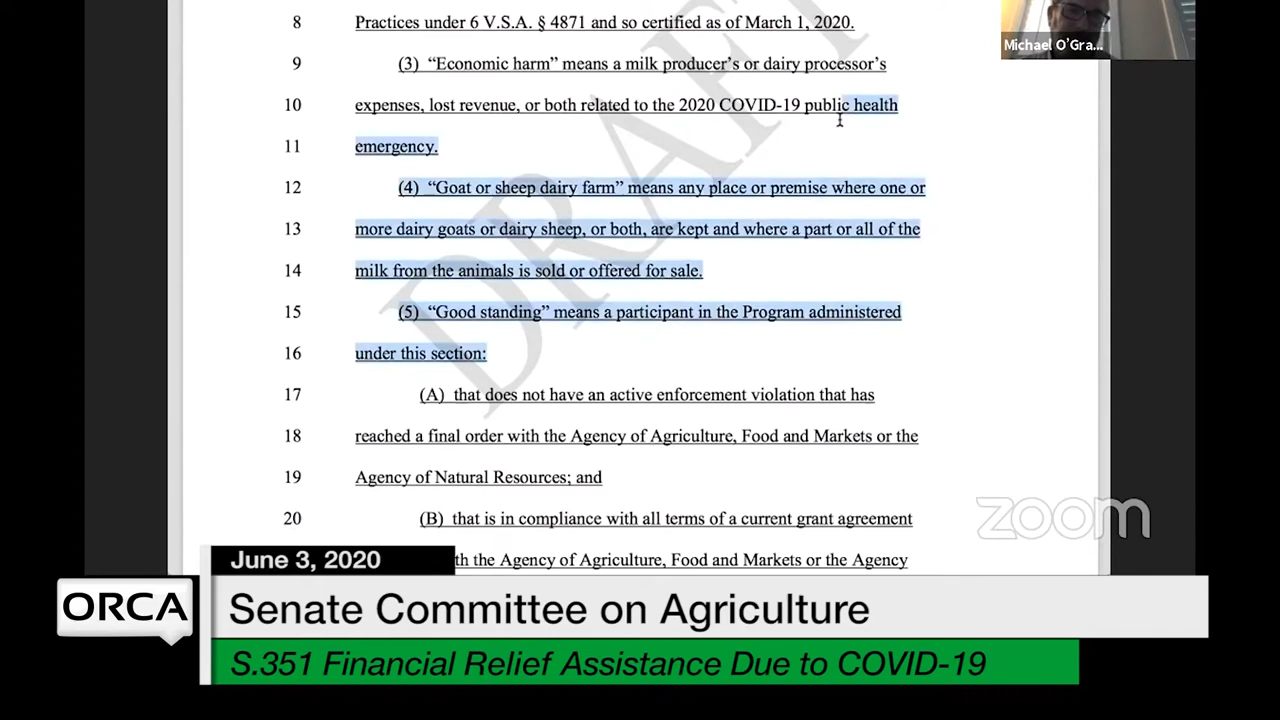 8 Practices under 6 V.S.A. § 4871 and so certified as of March 1, 2020.
Michael O'Gra...
9 (3) “Economic harm” means a milk producer’s or dairy processor’s
10 expenses, lost revenue, or both related to the 2020 COVID-19 public health
11 emergency.
12 (4) “Goat or sheep dairy farm” means any place or premise where one or
13 more dairy goats or dairy sheep, or both, are kept and where a part or all of the
14 milk from the animals is sold or offered for sale.
15 (5) “Good standing” means a participant in the Program administered
16 under this section:
17 (A) that does not have an active enforcement violation that has
18 reached a final order with the Agency of Agriculture, Food and Markets or the
19 Agency of Natural Resources; and
20 (B) that is in compliance with all terms of a current grant agreement
th the Agency of Agriculture, Food and Markets or the Agency
DRAFT
zoom
June 3, 2020
ORCA
Senate Committee on Agriculture
S.351 Financial Relief Assistance Due to COVID-19